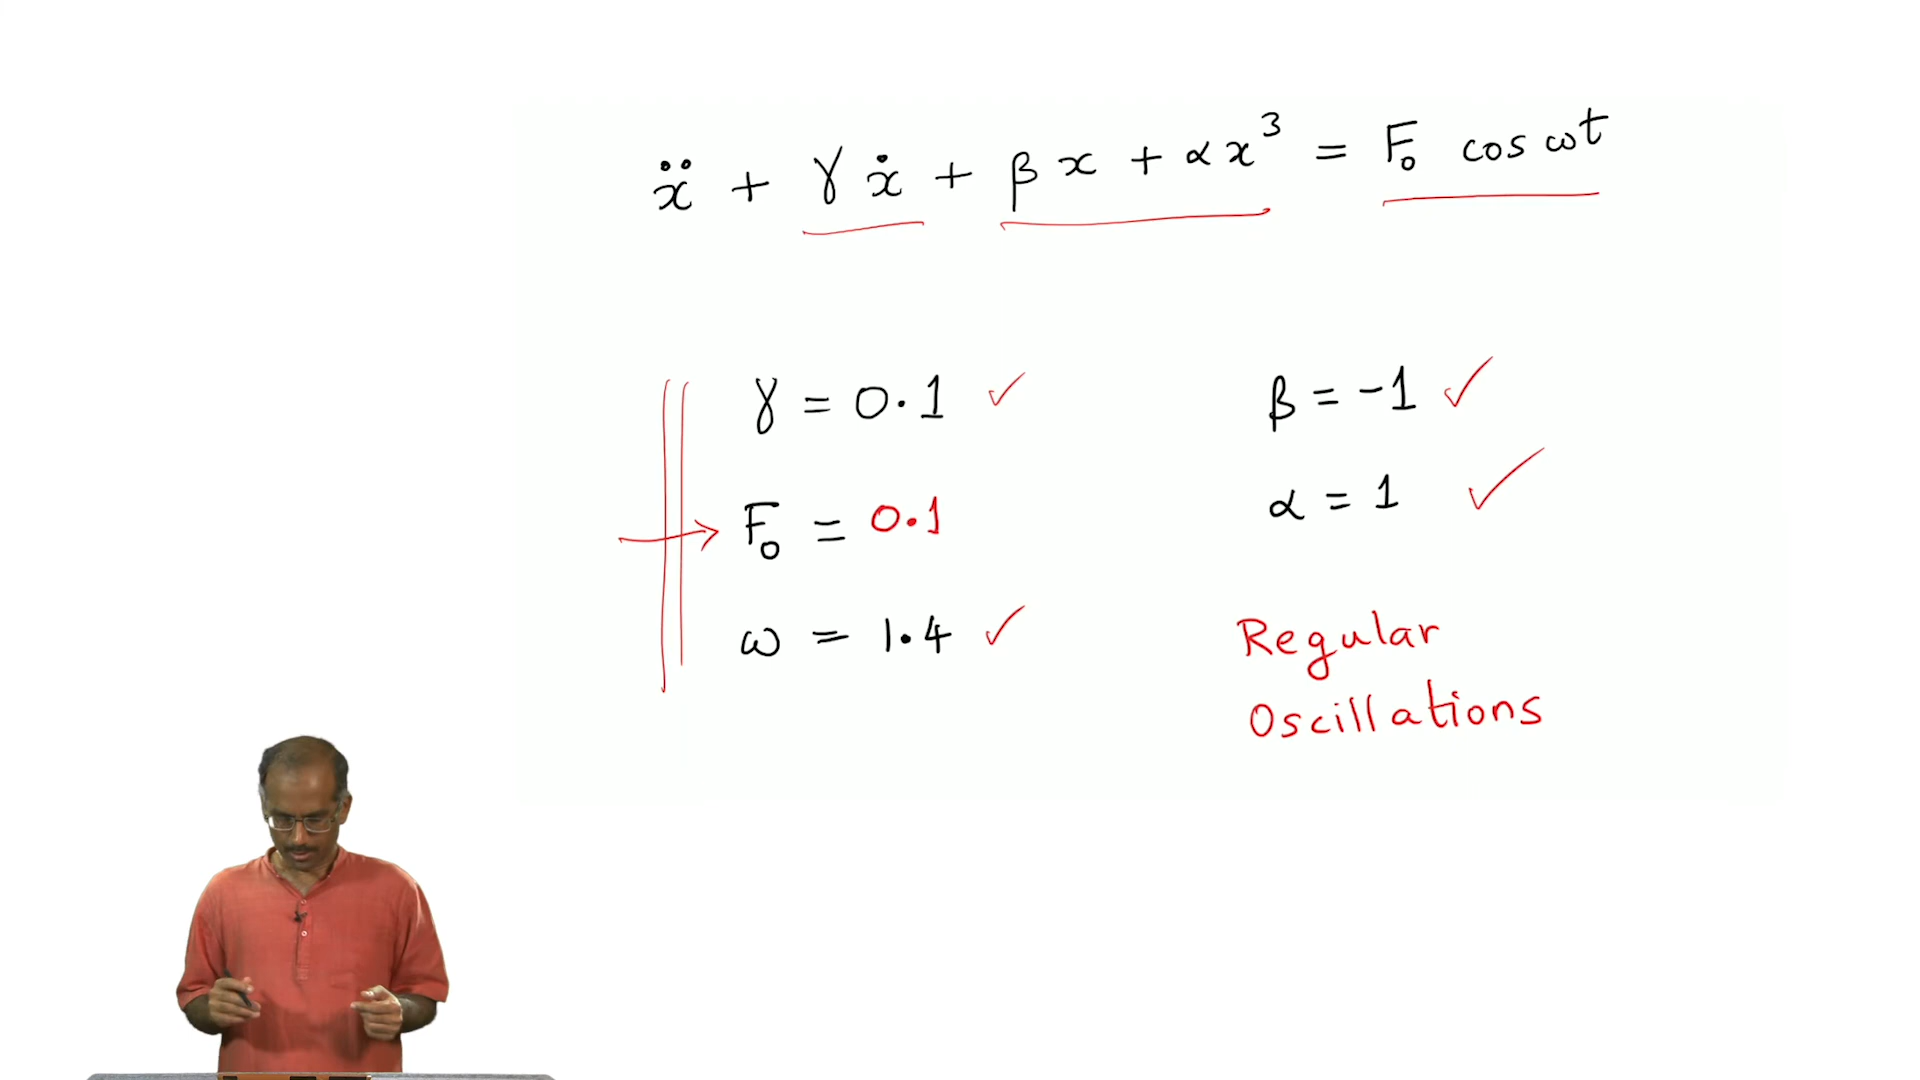 ẍ + γẋ + βx + αx³ = F₀ cos ωt
γ = 0.1 ✓
β = -1 ✓
F₀ = 0.1
α = 1 ✓
ω = 1.4 ✓
Regular
Oscillations